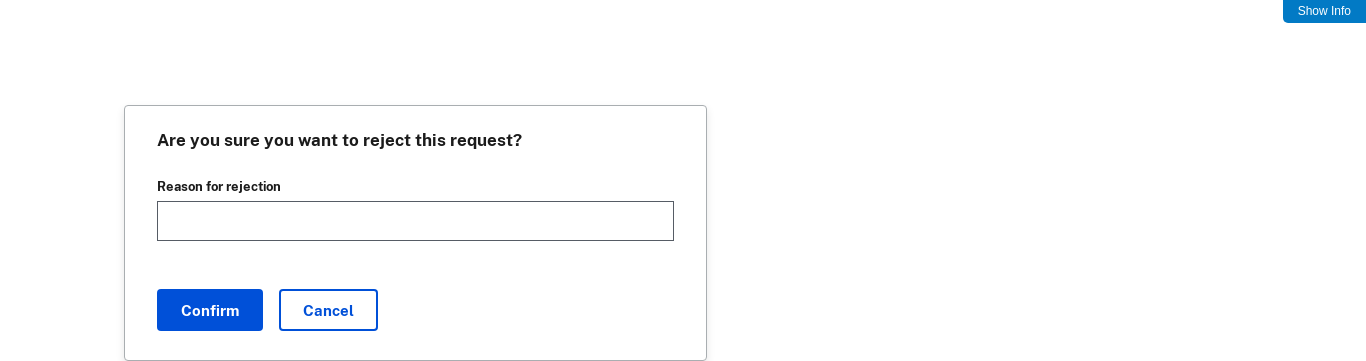 Show Info
Are you sure you want to reject this request?
Reason for rejection
Confirm Cancel